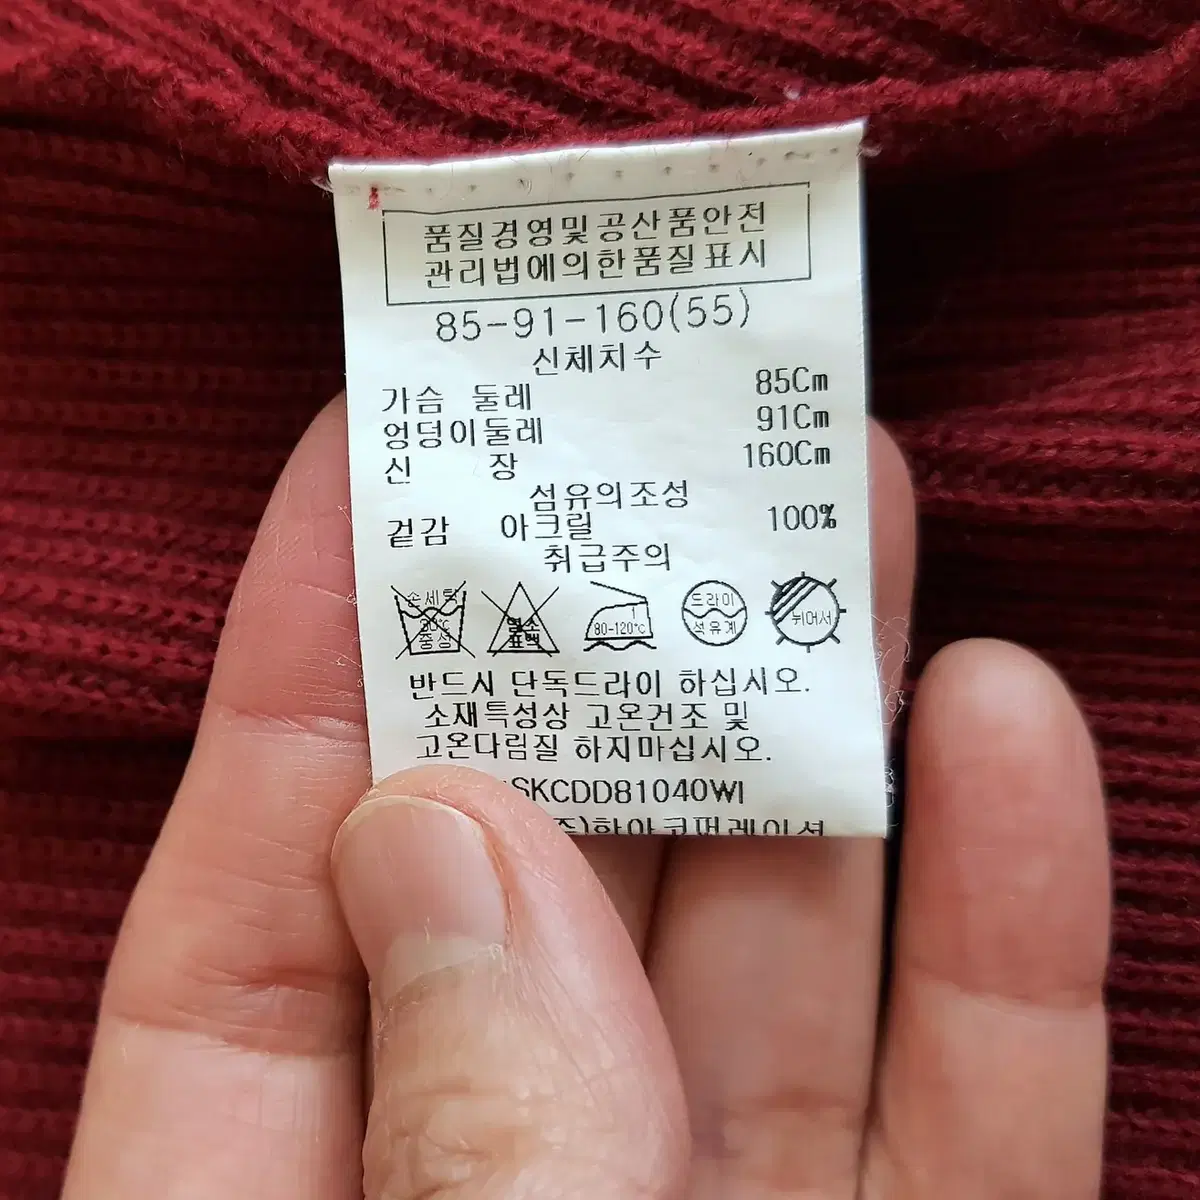 품질경영및공산품안전
관리법에의한품질표시
85-91-160(55)
신체치수
가슴 둘레 85Cm
엉덩이둘레 91Cm
신 장 160Cm
섬유의조성
겉감 아크릴 100%
취급주의
손세탁 30℃ 중성
염소 표백
1 80-120℃
드라이 석유계
뉘어서
반드시 단독드라이 하십시오.
소재특성상 고온건조 및
고온다림질 하지마십시오.
SKCDD81040WI